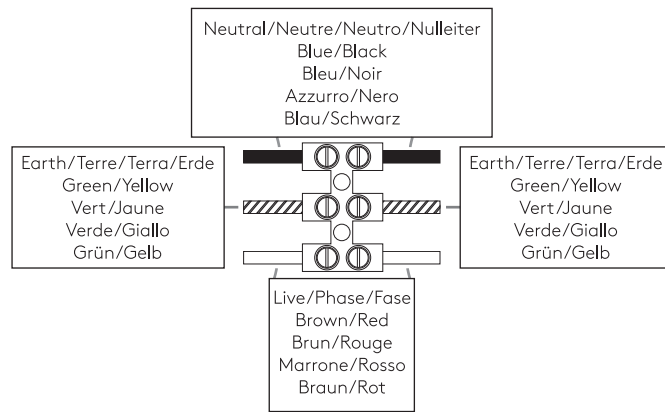 Neutral/Neutre/Neutro/Nulleiter
Blue/Black
Bleu/Noir
Azzurro/Nero
Blau/Schwarz
Earth/Terre/Terra/Erde
Green/Yellow
Vert/Jaune
Verde/Giallo
Grün/Gelb
Earth/Terre/Terra/Erde
Green/Yellow
Vert/Jaune
Verde/Giallo
Grün/Gelb
Live/Phase/Fase
Brown/Red
Brun/Rouge
Marrone/Rosso
Braun/Rot